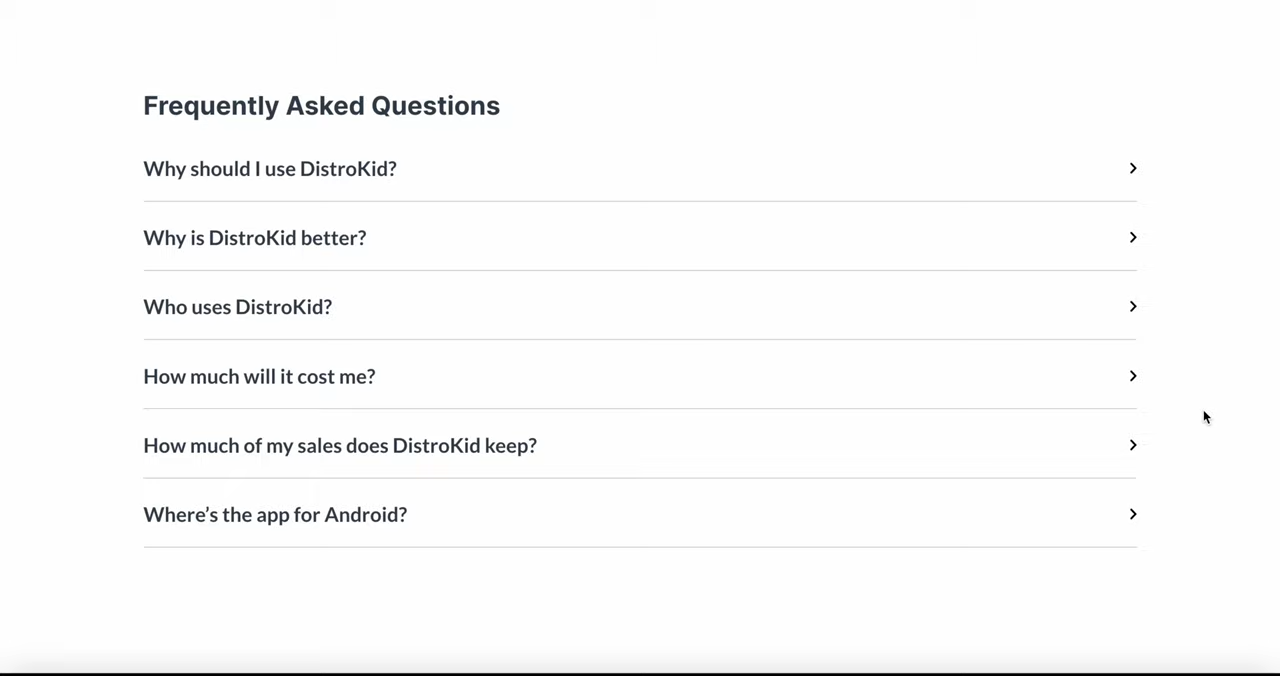 Frequently Asked Questions
Why should I use DistroKid?
Why is DistroKid better?
Who uses DistroKid?
How much will it cost me?
How much of my sales does DistroKid keep?
Where’s the app for Android?